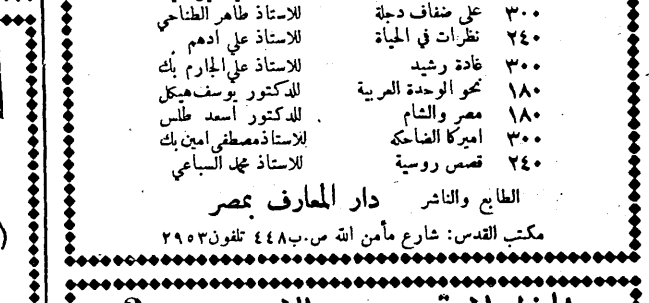 ٣٠٠ على ضفاف دجلة للاستاذ طاهر الطناحي
٢٤٠ نظرات في الحياة للاستاذ علي ادهم
٣٠٠ غادة رشيد للاستاذ علي الجارم بك
١٨٠ نحو الوحدة العربية للدكتور يوسف هيكل
١٨٠ مصر والشام للدكتور اسعد طلس
٣٠٠ اميركا الضاحكه للاستاذ مصطفى امين بك
٢٤٠ قصص روسية للاستاذ محمد السباعي
الطابع والناشر دار المعارف بمصر
مكتب القدس: شارع مأمن الله ص.ب ٤٤٨ تلفون ٢٩٥٣